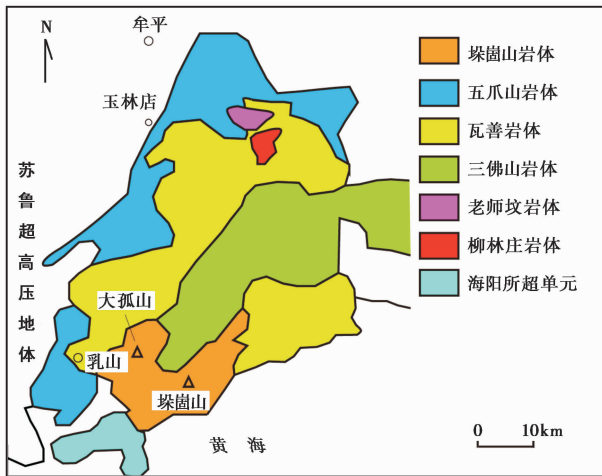 N
牟平
玉林店
苏鲁超高压地体
大孤山
乳山
垛崮山
黄海
0 10km
垛崮山岩体
五爪山岩体
瓦善岩体
三佛山岩体
老师坟岩体
柳林庄岩体
海阳所超单元